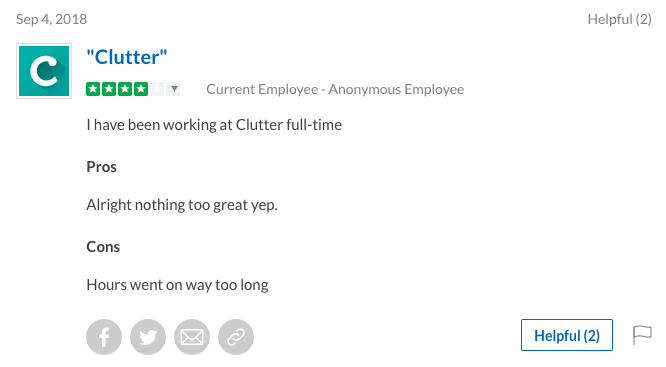 Sep 4, 2018 Helpful (2)
C "Clutter"
Current Employee - Anonymous Employee
I have been working at Clutter full-time
Pros
Alright nothing too great yep.
Cons
Hours went on way too long
f Helpful (2)